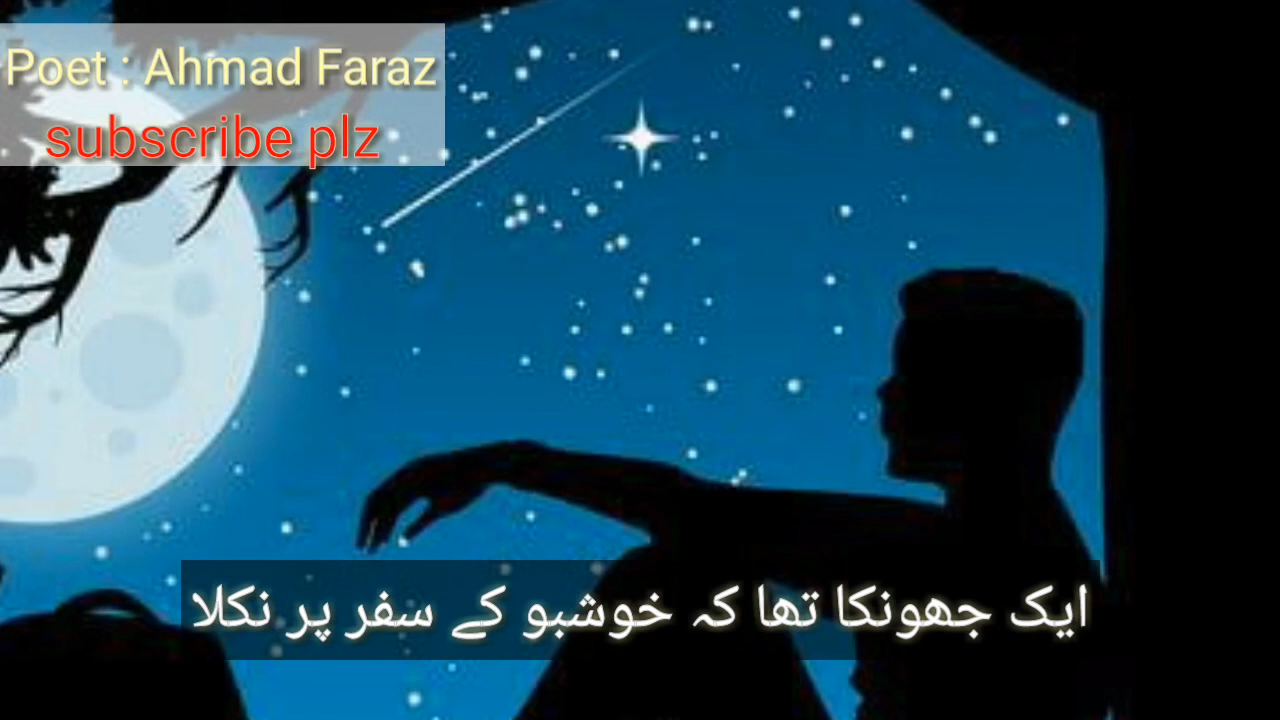 Poet : Ahmad Faraz
subscribe plz
ایک جھونکا تھا کہ خوشبو کے سفر پر نکلا